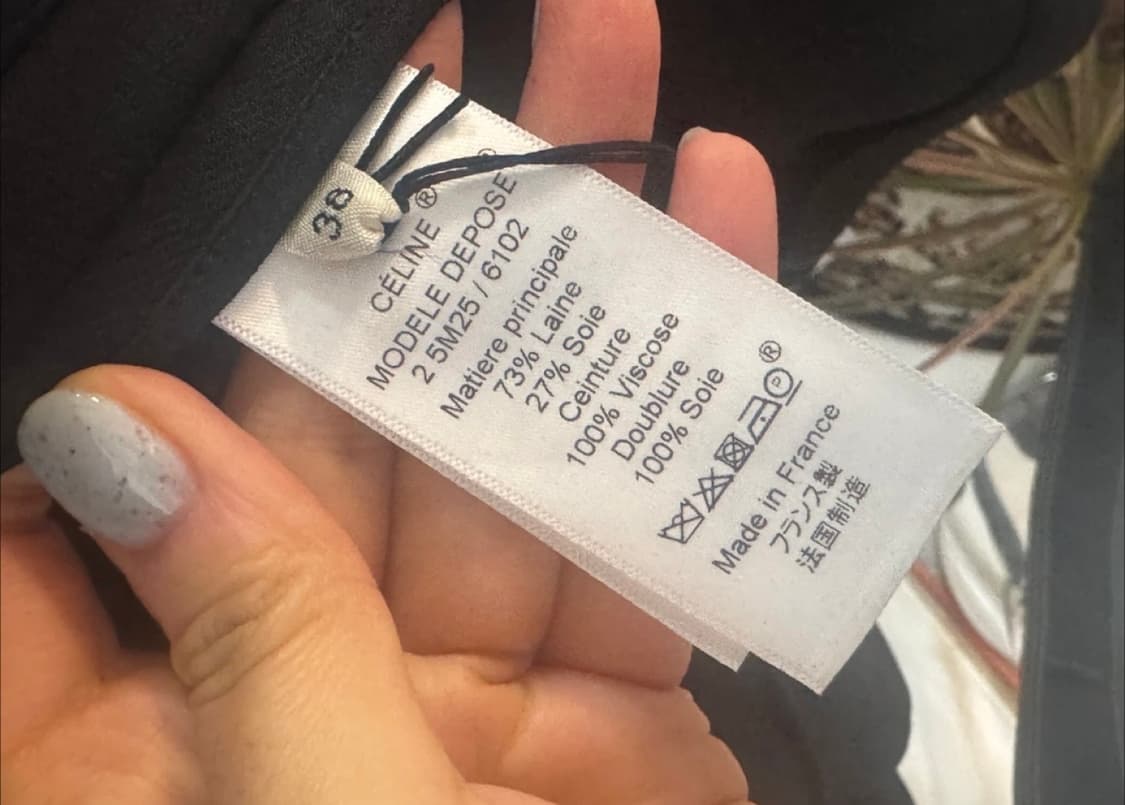 38
CÉLINE ®
MODELE DEPOSE ®
2 5M25 / 6102
Matiere principale
73% Laine
27% Soie
Ceinture
100% Viscose
Doublure
100% Soie
P ®
Made in France
フランス製
法国制造